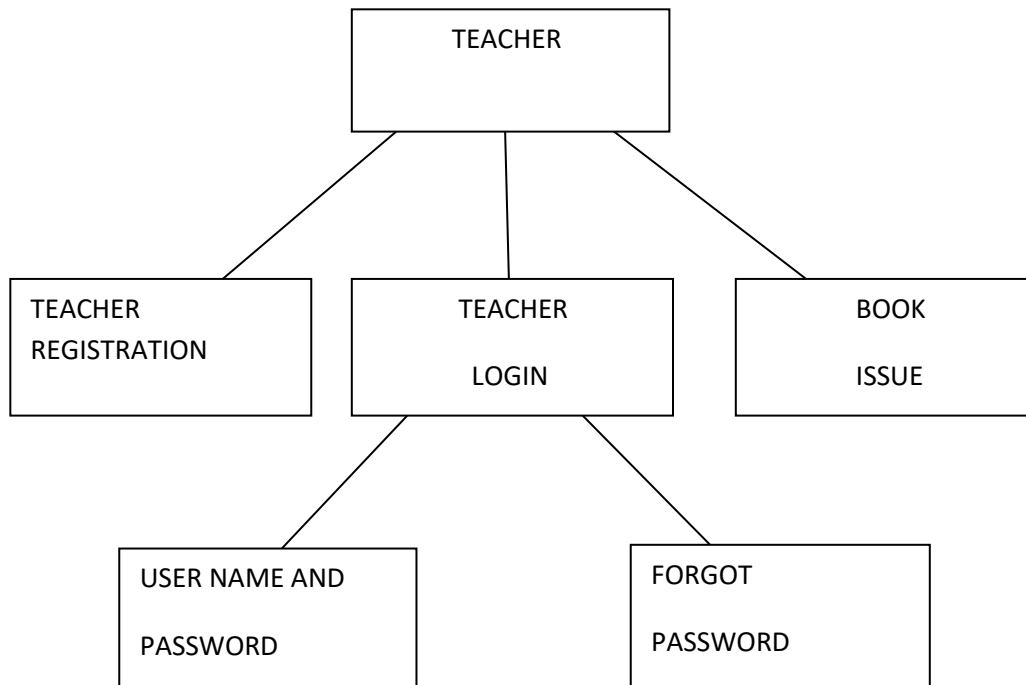 TEACHER
TEACHER
REGISTRATION
TEACHER
LOGIN
BOOK
ISSUE
USER NAME AND
PASSWORD
FORGOT
PASSWORD